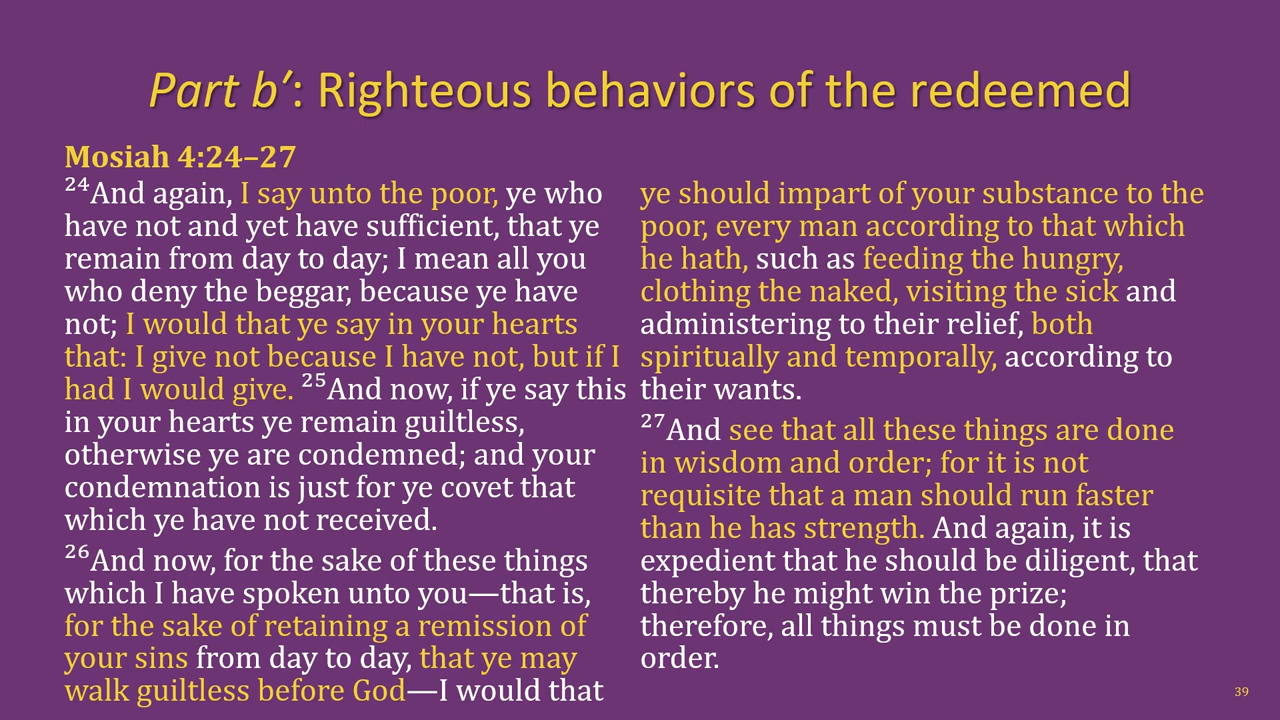 Part b′: Righteous behaviors of the redeemed
Mosiah 4:24–27
²⁴And again, I say unto the poor, ye who
have not and yet have sufficient, that ye
remain from day to day; I mean all you
who deny the beggar, because ye have
not; I would that ye say in your hearts
that: I give not because I have not, but if I
had I would give. ²⁵And now, if ye say this
in your hearts ye remain guiltless,
otherwise ye are condemned; and your
condemnation is just for ye covet that
which ye have not received.
²⁶And now, for the sake of these things
which I have spoken unto you—that is,
for the sake of retaining a remission of
your sins from day to day, that ye may
walk guiltless before God—I would that
ye should impart of your substance to the
poor, every man according to that which
he hath, such as feeding the hungry,
clothing the naked, visiting the sick and
administering to their relief, both
spiritually and temporally, according to
their wants.
²⁷And see that all these things are done
in wisdom and order; for it is not
requisite that a man should run faster
than he has strength. And again, it is
expedient that he should be diligent, that
thereby he might win the prize;
therefore, all things must be done in
order.
39